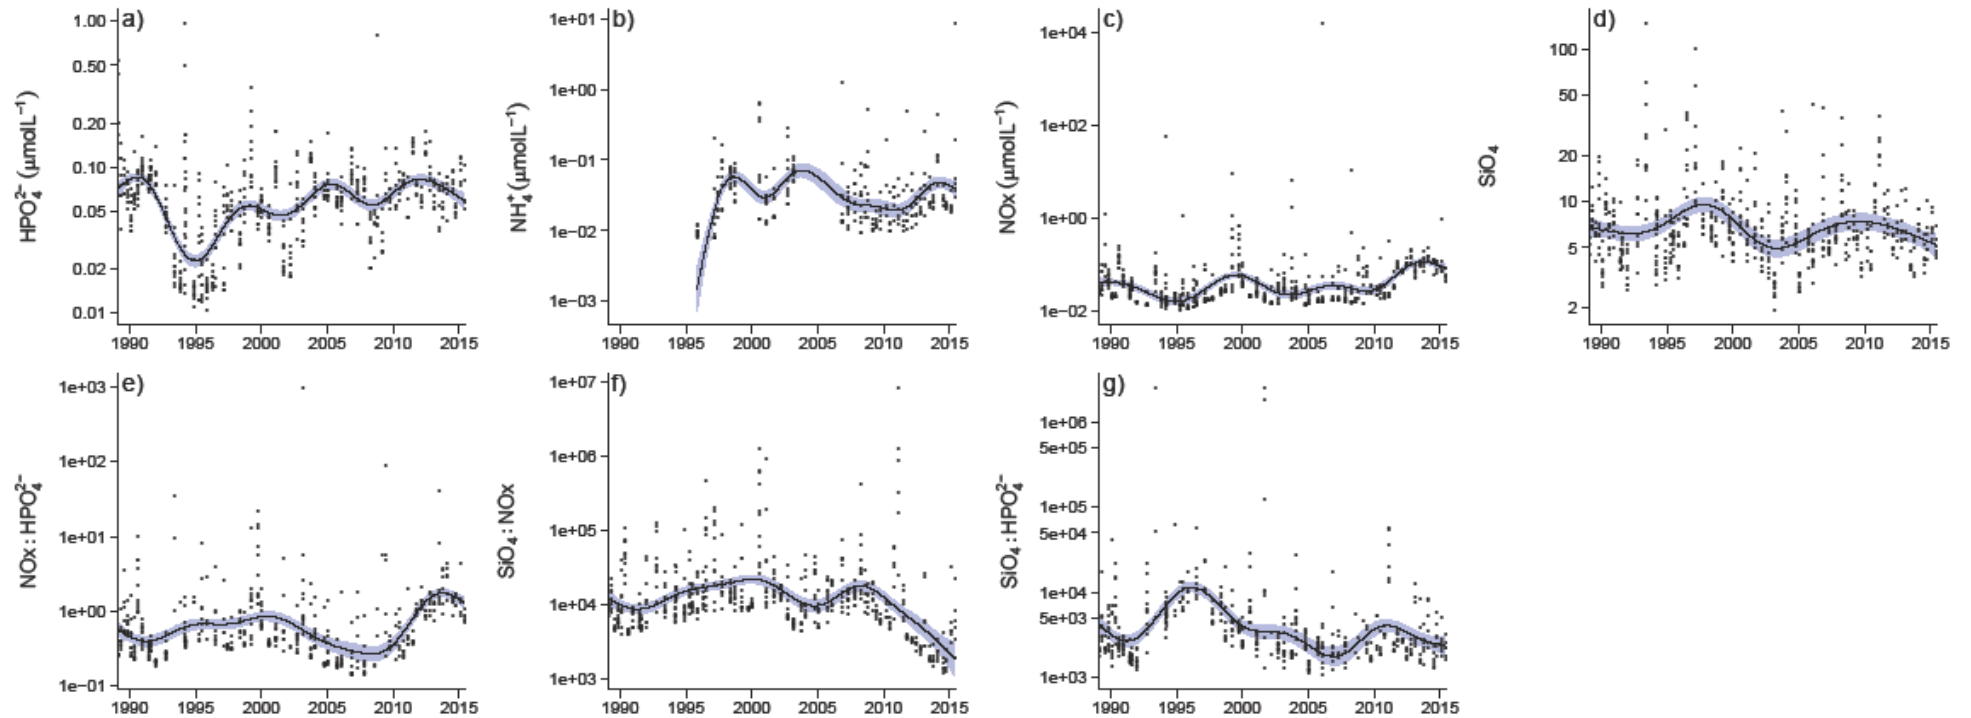 a)
HPO₄²⁻ (μmolL⁻¹)
1.00
0.50
0.20
0.10
0.05
0.02
0.01
1990 1995 2000 2005 2010 2015
b)
NH₄⁺ (μmolL⁻¹)
1e+01
1e+00
1e−01
1e−02
1e−03
1990 1995 2000 2005 2010 2015
c)
NOx (μmolL⁻¹)
1e+04
1e+02
1e+00
1e−02
1990 1995 2000 2005 2010 2015
d)
SiO₄
100
50
20
10
5
2
1990 1995 2000 2005 2010 2015
e)
NOx : HPO₄²⁻
1e+03
1e+02
1e+01
1e+00
1e−01
1990 1995 2000 2005 2010 2015
f)
SiO₄ : NOx
1e+07
1e+06
1e+05
1e+04
1e+03
1990 1995 2000 2005 2010 2015
g)
SiO₄ : HPO₄²⁻
1e+06
5e+05
1e+05
5e+04
1e+04
5e+03
1e+03
1990 1995 2000 2005 2010 2015